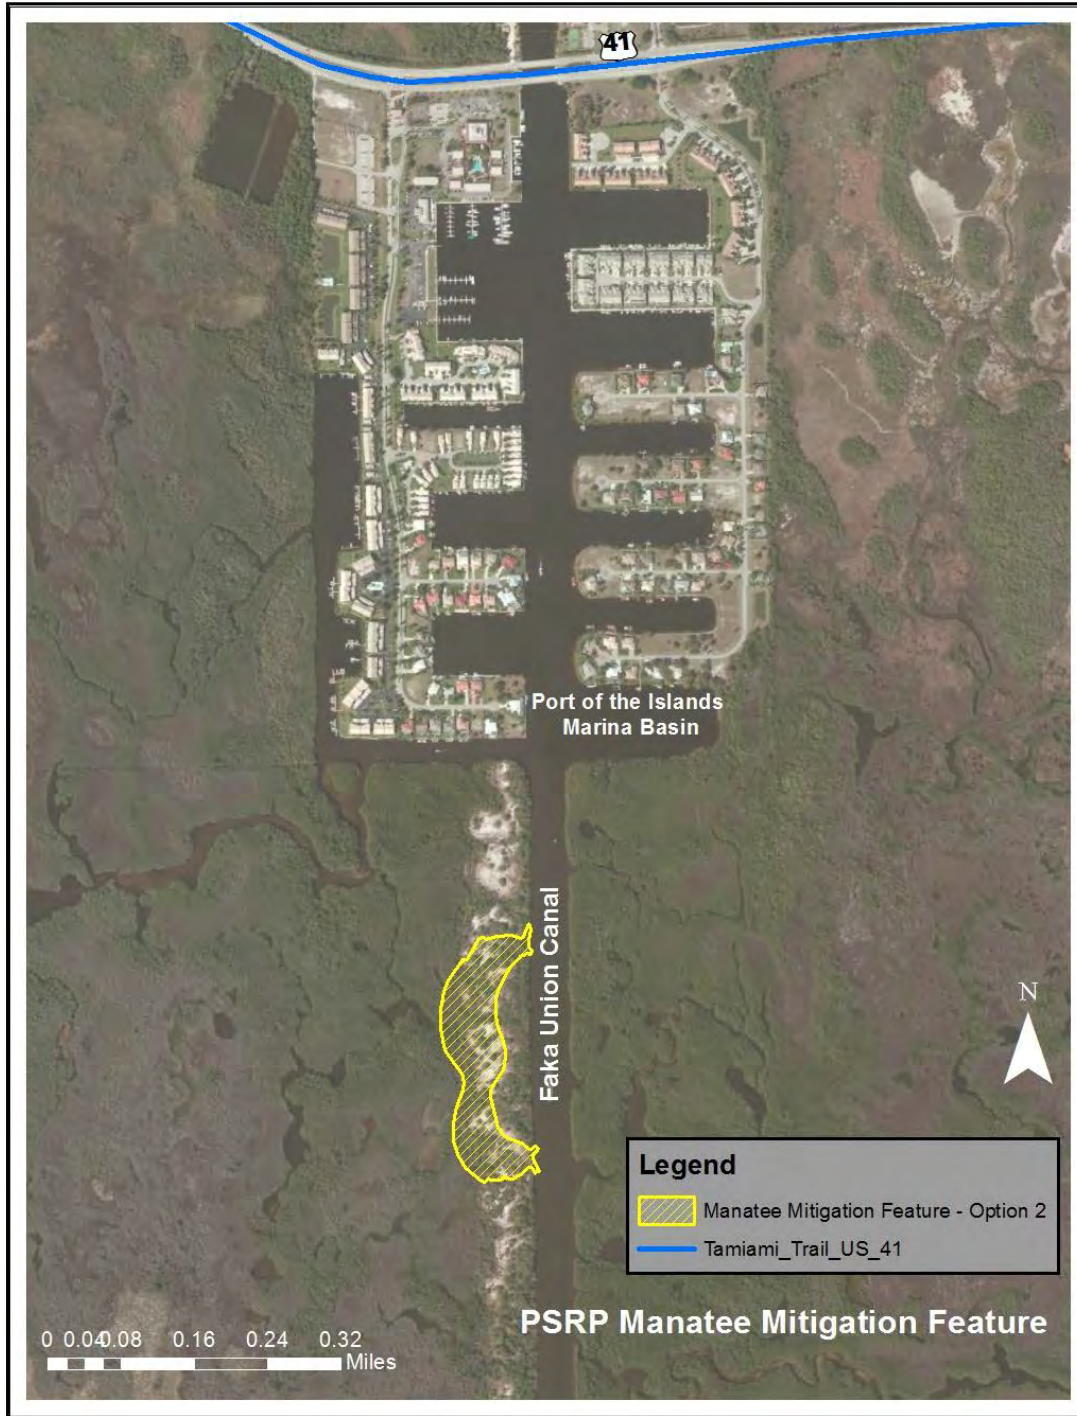 41
Port of the Islands
Marina Basin
Faka Union Canal
N
Legend
Manatee Mitigation Feature - Option 2
Tamiami_Trail_US_41
PSRP Manatee Mitigation Feature
0 0.04 0.08 0.16 0.24 0.32
Miles